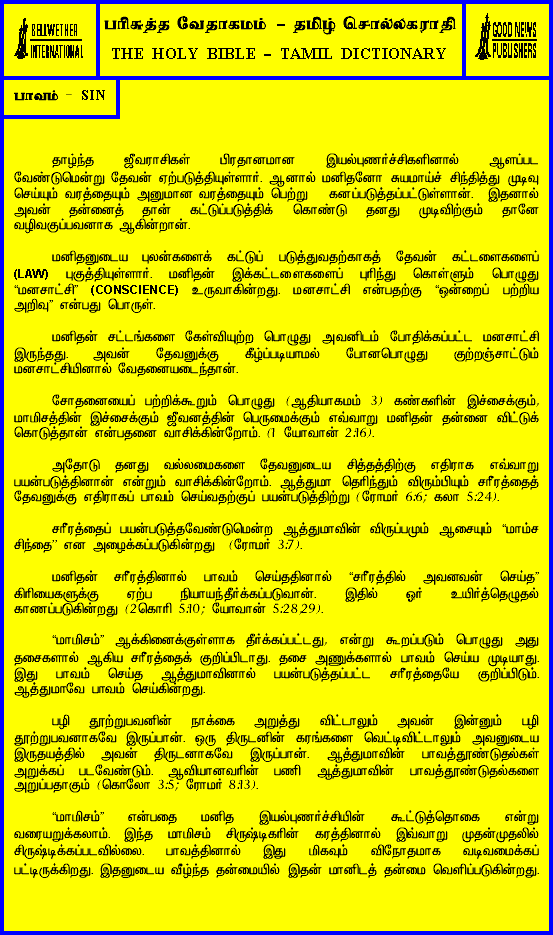 BELLWETHER
INTERNATIONAL
பரிசுத்த வேதாகமம் - தமிழ் சொல்லகராதி
THE HOLY BIBLE - TAMIL DICTIONARY
GOOD NEWS
PUBLISHERS
பாவம் - SIN
தாழ்ந்த ஜீவராசிகள் பிரதானமான இயல்புணர்ச்சிகளினால் ஆளப்பட
வேண்டுமென்று தேவன் ஏற்படுத்தியுள்ளார். ஆனால் மனிதனோ சுயமாய்ச் சிந்தித்து முடிவு
செய்யும் வரத்தையும் அனுமான வரத்தையும் பெற்று கனப்படுத்தப்பட்டுள்ளான். இதனால்
அவன் தன்னைத் தான் கட்டுப்படுத்திக் கொண்டு தனது முடிவிற்கும் தானே
வழிவகுப்பவனாக ஆகின்றான்.
மனிதனுடைய புலன்களைக் கட்டுப் படுத்துவதற்காகத் தேவன் கட்டளைகளைப்
(LAW) புகுத்தியுள்ளார். மனிதன் இக்கட்டளைகளைப் புரிந்து கொள்ளும் பொழுது
“மனசாட்சி” (CONSCIENCE) உருவாகின்றது. மனசாட்சி என்பதற்கு “ஒன்றைப் பற்றிய
அறிவு” என்பது பொருள்.
மனிதன் சட்டங்களை கேள்வியுற்ற பொழுது அவனிடம் போதிக்கப்பட்ட மனசாட்சி
இருந்தது. அவன் தேவனுக்கு கீழ்ப்படியாமல் போனபொழுது குற்றஞ்சாட்டும்
மனசாட்சியினால் வேதனையடைந்தான்.
சோதனையைப் பற்றிக்கூறும் பொழுது (ஆதியாகமம் 3) கண்களின் இச்சைக்கும்,
மாமிசத்தின் இச்சைக்கும் ஜீவனத்தின் பெருமைக்கும் எவ்வாறு மனிதன் தன்னை விட்டுக்
கொடுத்தான் என்பதனை வாசிக்கின்றோம். (1 யோவான் 2:16).
அதோடு தனது வல்லமைகளை தேவனுடைய சித்தத்திற்கு எதிராக எவ்வாறு
பயன்படுத்தினான் என்றும் வாசிக்கின்றோம். ஆத்துமா தெரிந்தும் விரும்பியும் சரீரத்தைத்
தேவனுக்கு எதிராகப் பாவம் செய்வதற்குப் பயன்படுத்திற்று (ரோமர் 6:6; கலா 5:24).
சரீரத்தைப் பயன்படுத்தவேண்டுமென்ற ஆத்துமாவின் விருப்பமும் ஆசையும் “மாம்ச
சிந்தை” என அழைக்கப்படுகின்றது (ரோமர் 3:7).
மனிதன் சரீரத்தினால் பாவம் செய்ததினால் “சரீரத்தில் அவனவன் செய்த”
கிரியைகளுக்கு ஏற்ப நியாயந்தீர்க்கப்படுவான். இதில் ஓர் உயிர்த்தெழுதல்
காணப்படுகின்றது (2கொரி 5:10; யோவான் 5:28,29).
“மாமிசம்” ஆக்கினைக்குள்ளாக தீர்க்கப்பட்டது, என்று கூறப்படும் பொழுது அது
தசைகளால் ஆகிய சரீரத்தைக் குறிப்பிடாது. தசை அணுக்களால் பாவம் செய்ய முடியாது.
இது பாவம் செய்த ஆத்துமாவினால் பயன்படுத்தப்பட்ட சரீரத்தையே குறிப்பிடும்.
ஆத்துமாவே பாவம் செய்கின்றது.
பழி தூற்றுபவனின் நாக்கை அறுத்து விட்டாலும் அவன் இன்னும் பழி
தூற்றுபவனாகவே இருப்பான். ஒரு திருடனின் கரங்களை வெட்டிவிட்டாலும் அவனுடைய
இருதயத்தில் அவன் திருடனாகவே இருப்பான். ஆத்துமாவின் பாவத்தூண்டுதல்கள்
அறுக்கப் படவேண்டும். ஆவியானவரின் பணி ஆத்துமாவின் பாவத்தூண்டுதல்களை
அறுப்பதாகும் (கொலோ 3:5; ரோமர் 8:13).
“மாமிசம்” என்பதை மனித இயல்புணர்ச்சியின் கூட்டுத்தொகை என்று
வரையறுக்கலாம். இந்த மாமிசம் சிருஷ்டிகரின் கரத்தினால் இவ்வாறு முதன்முதலில்
சிருஷ்டிக்கப்படவில்லை. பாவத்தினால் இது மிகவும் விநோதமாக வடிவமைக்கப்
பட்டிருக்கிறது. இதனுடைய வீழ்ந்த தன்மையில் இதன் மானிடத் தன்மை வெளிப்படுகின்றது.